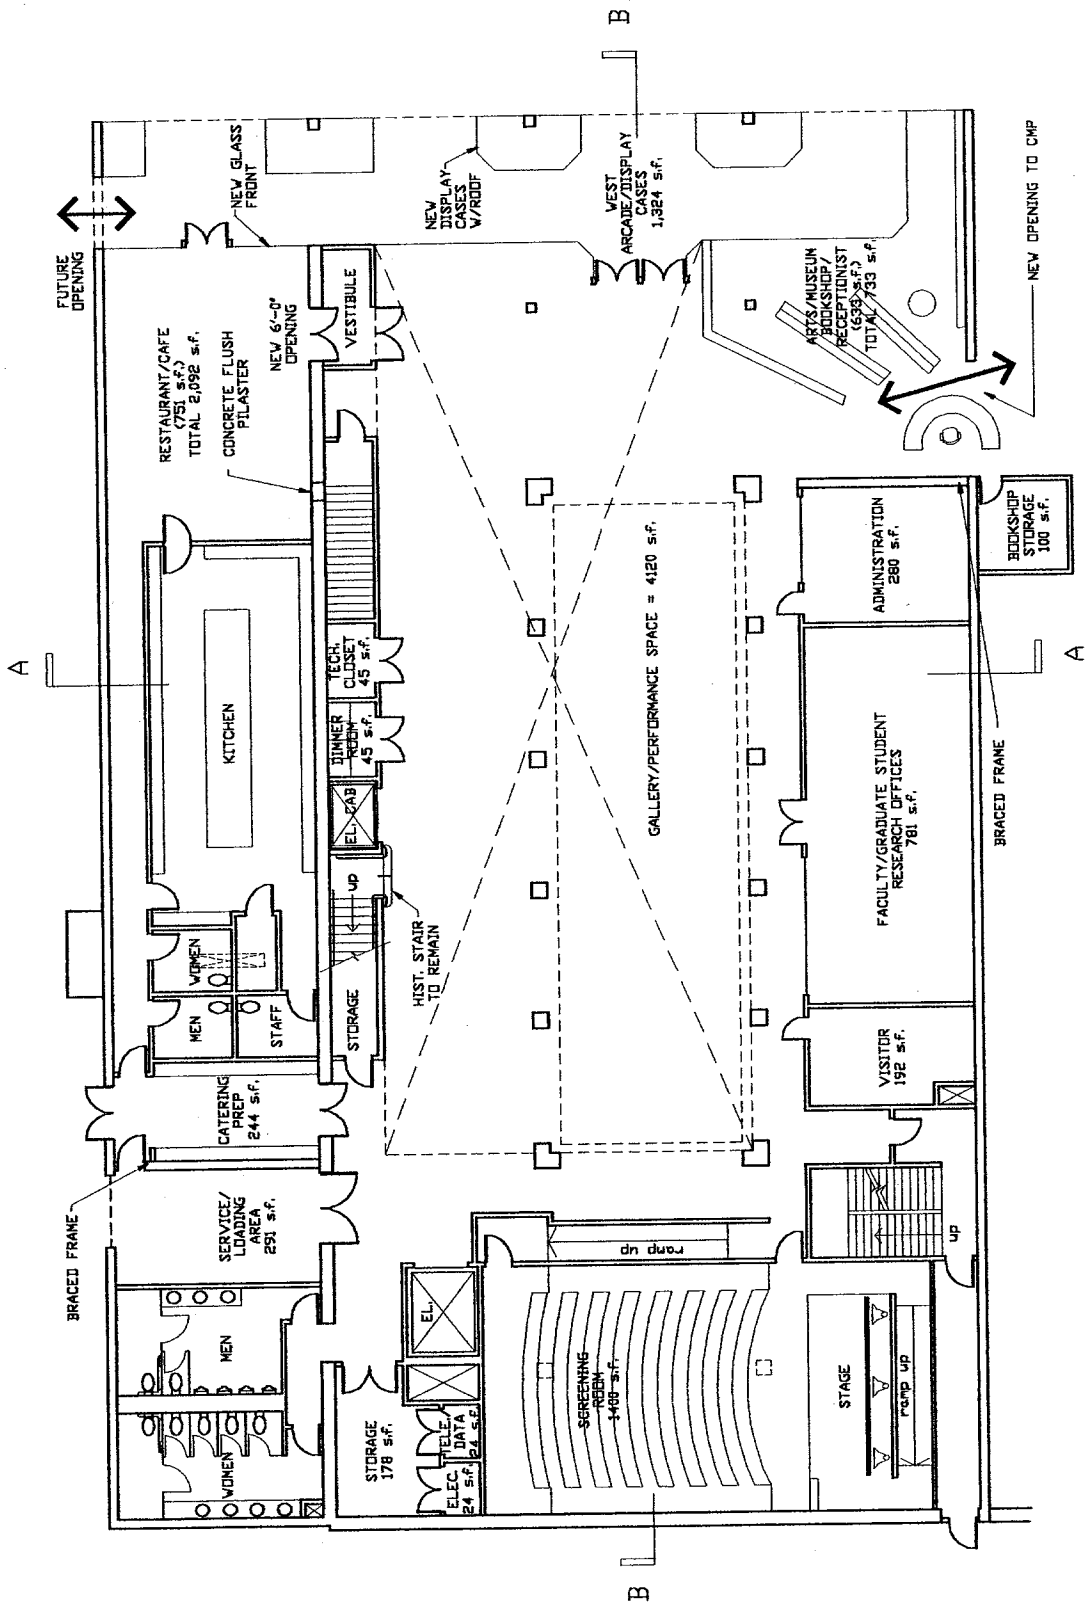 B
FUTURE
OPENING
NEW GLASS
FRONT
NEW
DISPLAY
CASES
W/ROOF
WEST
ARCADE/DISPLAY
CASES
1,324 s.f.
NEW OPENING TO CMP
RESTAURANT/CAFE
(751 s.f.)
TOTAL 2,092 s.f.
NEW 6'-0"
OPENING
VESTIBULE
CONCRETE FLUSH
PILASTER
ARTS/MUSEUM
BOOKSHOP/
RECEPTIONIST
(633 s.f.)
TOTAL 733 s.f.
BOOKSHOP
STORAGE
100 s.f.
ADMINISTRATION
280 s.f.
A
A
KITCHEN
TECH.
CLOSET
45 s.f.
DIMMER
ROOM
45 s.f.
EL. CAB
GALLERY/PERFORMANCE SPACE = 4120 s.f.
FACULTY/GRADUATE STUDENT
RESEARCH OFFICES
781 s.f.
BRACED FRAME
up
HIST. STAIR
TO REMAIN
WOMEN
MEN
STAFF
STORAGE
VISITOR
192 s.f.
CATERING
PREP
244 s.f.
BRACED FRAME
SERVICE/
LOADING
AREA
291 s.f.
ramp up
up
EL.
MEN
WOMEN
STORAGE
178 s.f.
TELE.
DATA
24 s.f.
ELEC.
24 s.f.
SCREENING
ROOM
1400 s.f.
STAGE
ramp up
B